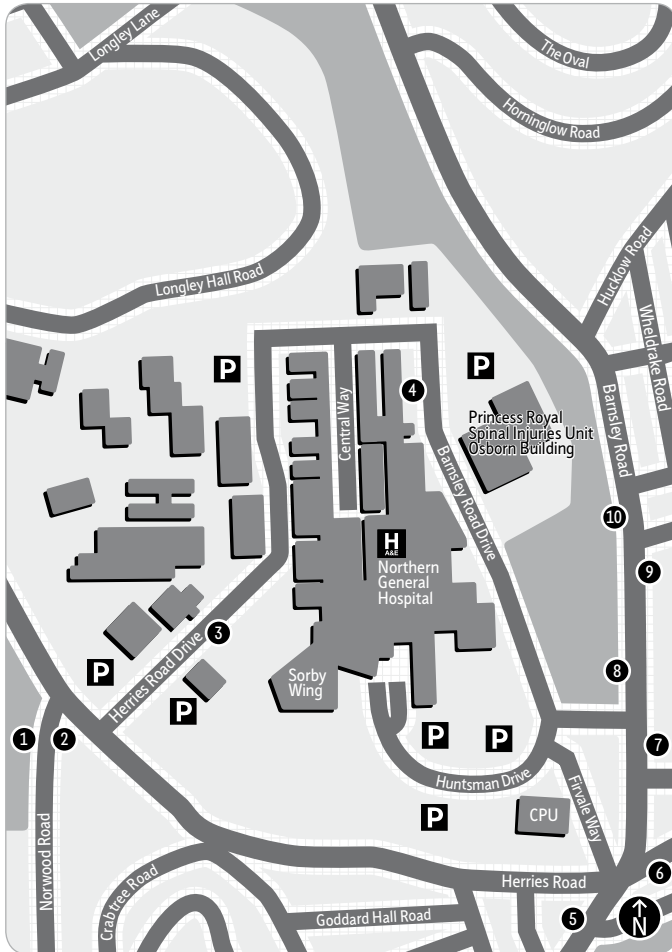 Longley Lane
The Oval
Horninglow Road
Hucklow Road
Longley Hall Road
Wheldrake Road
P
P
4
Central Way
Princess Royal
Spinal Injuries Unit
Osborn Building
Barnsley Road
Barnsley Road Drive
10
H
A&E
Northern
General
Hospital
9
3
Herries Road Drive
8
P
Sorby
Wing
P
1
2
P
P
7
Huntsman Drive
Firvale Way
P
CPU
Norwood Road
Crabtree Road
Herries Road
6
Goddard Hall Road
5
N